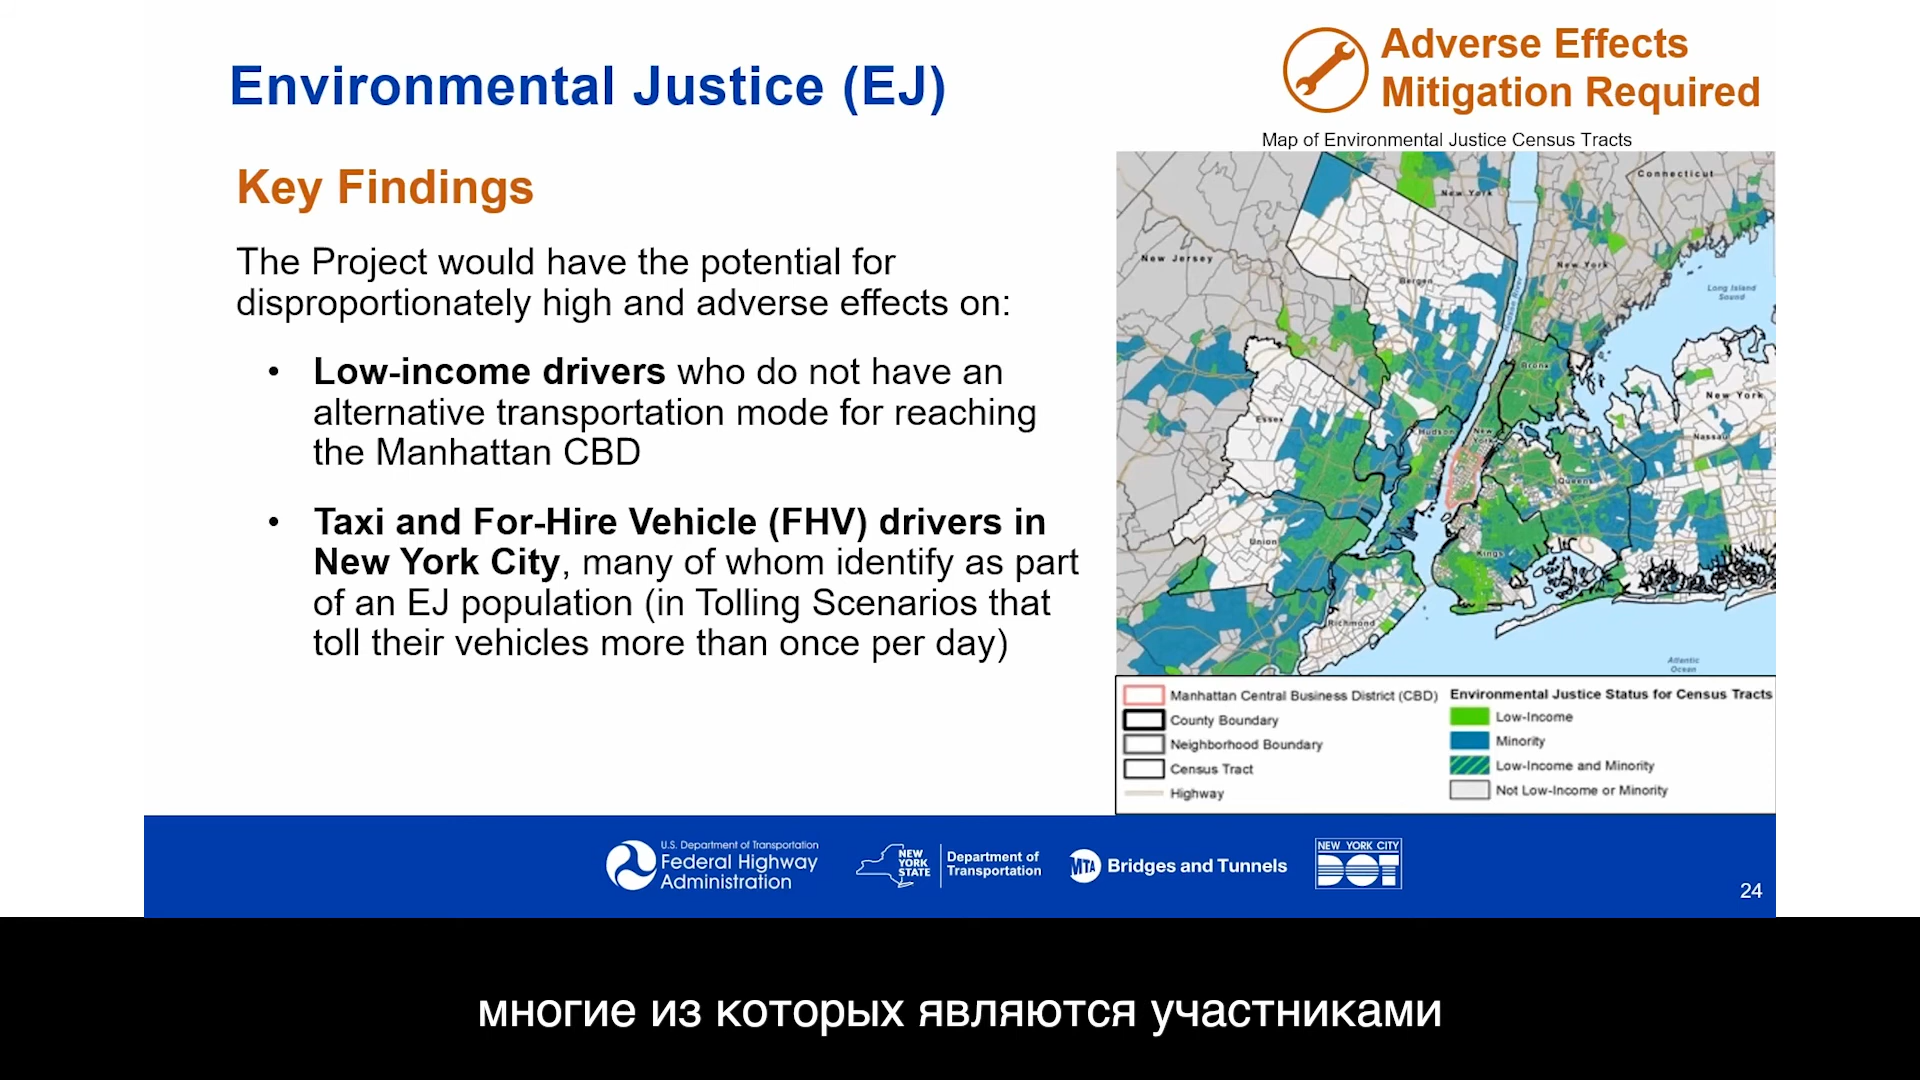 Environmental Justice (EJ)
Adverse Effects
Mitigation Required
Key Findings
The Project would have the potential for
disproportionately high and adverse effects on:
• Low-income drivers who do not have an
alternative transportation mode for reaching
the Manhattan CBD
• Taxi and For-Hire Vehicle (FHV) drivers in
New York City, many of whom identify as part
of an EJ population (in Tolling Scenarios that
toll their vehicles more than once per day)
Map of Environmental Justice Census Tracts
Connecticut
New York
New Jersey
New York
Bergen
Long Island
Sound
Hudson River
Bronx
New York
Essex
Hudson
New
York
Nassau
Queens
Union
Kings
Richmond
Atlantic
Ocean
Manhattan Central Business District (CBD)
County Boundary
Neighborhood Boundary
Census Tract
Highway
Environmental Justice Status for Census Tracts
Low-Income
Minority
Low-Income and Minority
Not Low-Income or Minority
U.S. Department of Transportation
Federal Highway
Administration
NEW
YORK
STATE
Department of
Transportation
MTA Bridges and Tunnels
NEW YORK CITY
DOT
24
многие из которых являются участниками